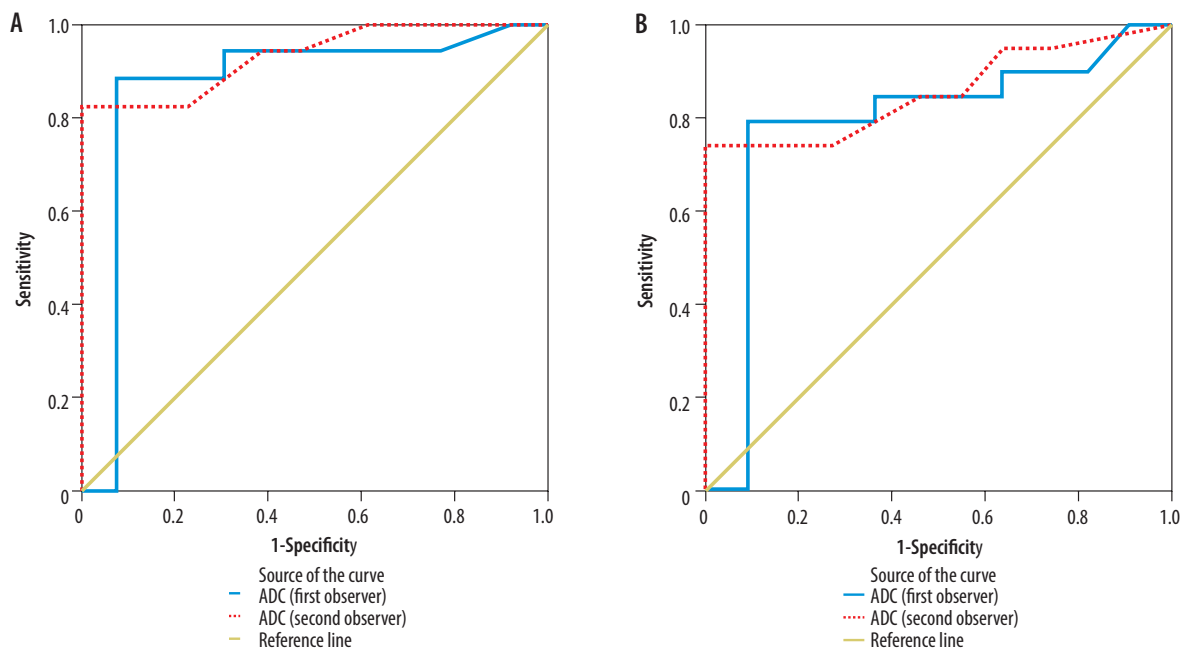 A
1.0
0.8
0.6
0.4
0.2
0
Sensitivity
0 0.2 0.4 0.6 0.8 1.0
1-Specificity
Source of the curve
ADC (first observer)
ADC (second observer)
Reference line
B
1.0
0.8
0.6
0.4
0.2
0
Sensitivity
0 0.2 0.4 0.6 0.8 1.0
1-Specificity
Source of the curve
ADC (first observer)
ADC (second observer)
Reference line